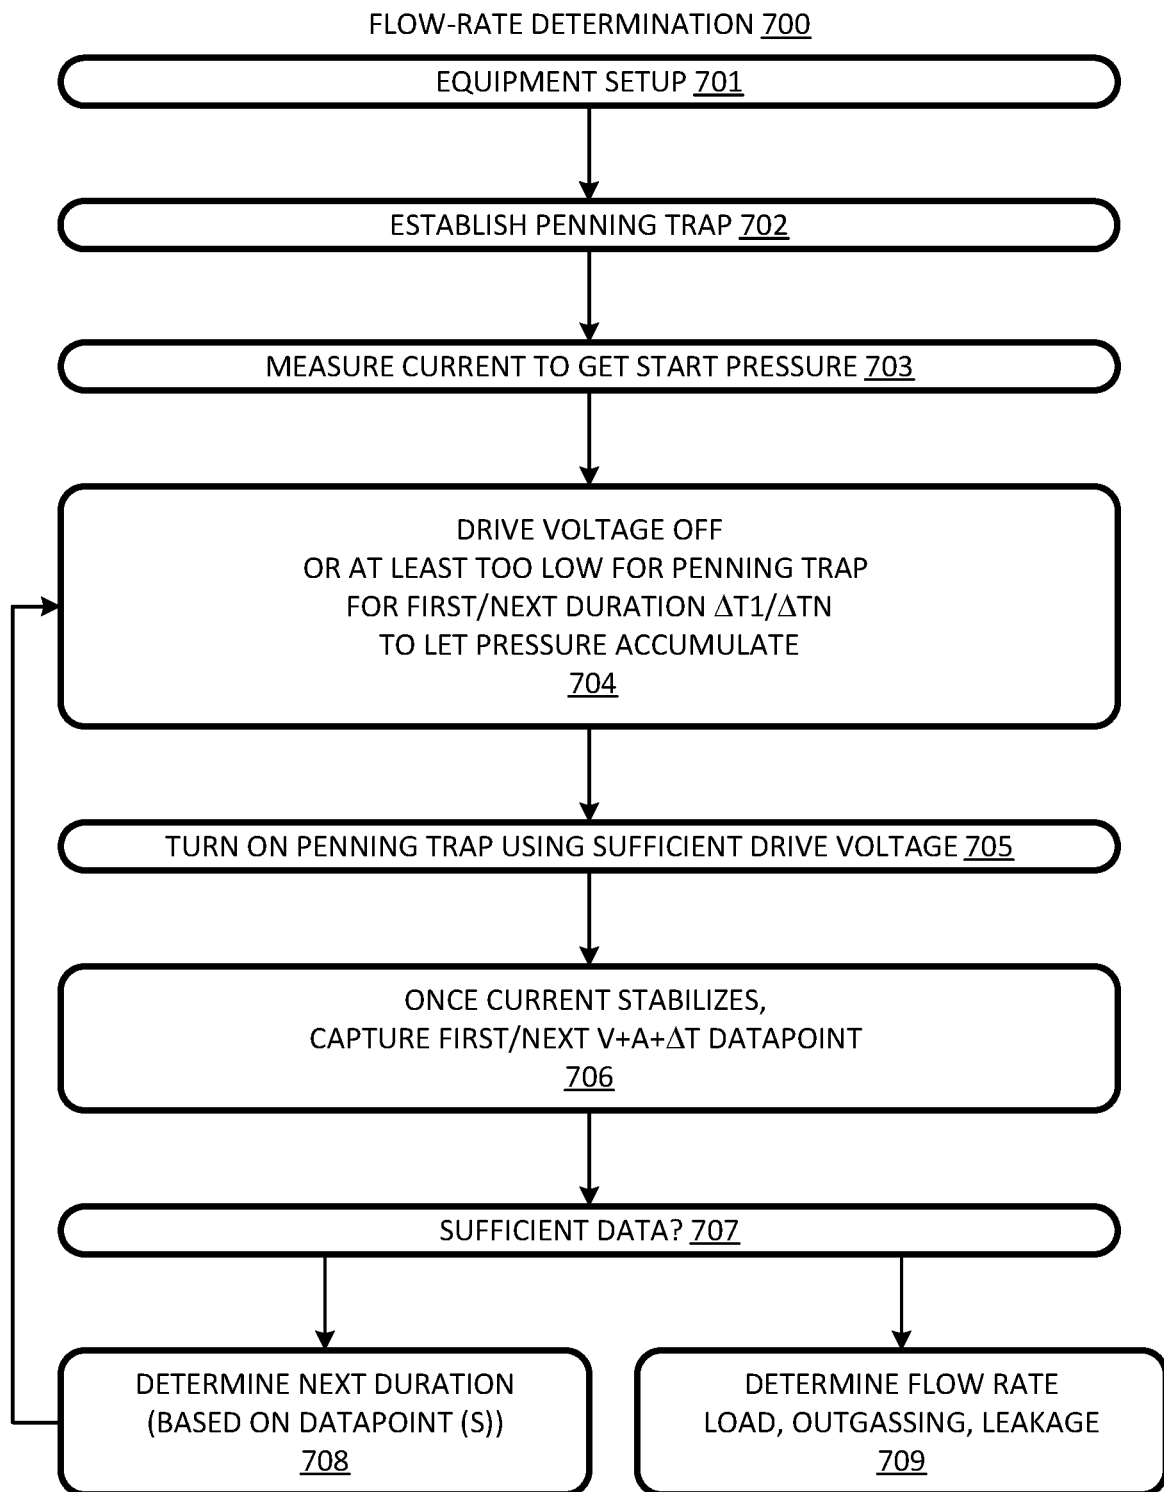 FLOW-RATE DETERMINATION 700
EQUIPMENT SETUP 701
ESTABLISH PENNING TRAP 702
MEASURE CURRENT TO GET START PRESSURE 703
DRIVE VOLTAGE OFF
OR AT LEAST TOO LOW FOR PENNING TRAP
FOR FIRST/NEXT DURATION ΔT1/ΔTN
TO LET PRESSURE ACCUMULATE
704
TURN ON PENNING TRAP USING SUFFICIENT DRIVE VOLTAGE 705
ONCE CURRENT STABILIZES,
CAPTURE FIRST/NEXT V+A+ΔT DATAPOINT
706
SUFFICIENT DATA? 707
DETERMINE NEXT DURATION
(BASED ON DATAPOINT (S))
708
DETERMINE FLOW RATE
LOAD, OUTGASSING, LEAKAGE
709